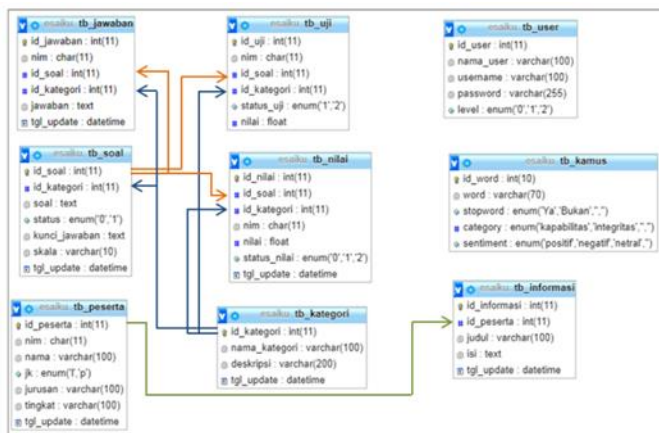 esaiku tb_jawaban
id_jawaban : int(11)
nim : char(11)
id_soal : int(11)
id_kategori : int(11)
jawaban : text
tgl_update : datetime
esaiku tb_uji
id_uji : int(11)
nim : char(11)
id_soal : int(11)
id_kategori : int(11)
status_uji : enum('1','2')
nilai : float
esaiku tb_user
id_user : int(11)
nama_user : varchar(100)
username : varchar(100)
password : varchar(255)
level : enum('0','1','2')
esaiku tb_soal
id_soal : int(11)
id_kategori : int(11)
soal : text
status : enum('0','1')
kunci_jawaban : text
skala : varchar(10)
tgl_update : datetime
esaiku tb_nilai
id_nilai : int(11)
id_soal : int(11)
id_kategori : int(11)
nim : char(11)
nilai : float
status_nilai : enum('0','1','2')
tgl_update : datetime
esaiku tb_kamus
id_word : int(10)
word : varchar(70)
stopword : enum('Ya','Bukan','','')
category : enum('kapabilitas','integritas','','')
sentiment : enum('positif','negatif','netral','')
esaiku tb_peserta
id_peserta : int(11)
nim : char(11)
nama : varchar(100)
jk : enum('l','p')
jurusan : varchar(100)
tingkat : varchar(100)
tgl_update : datetime
esaiku tb_kategori
id_kategori : int(11)
nama_kategori : varchar(100)
deskripsi : varchar(200)
tgl_update : datetime
esaiku tb_informasi
id_informasi : int(11)
id_peserta : int(11)
judul : varchar(100)
isi : text
tgl_update : datetime